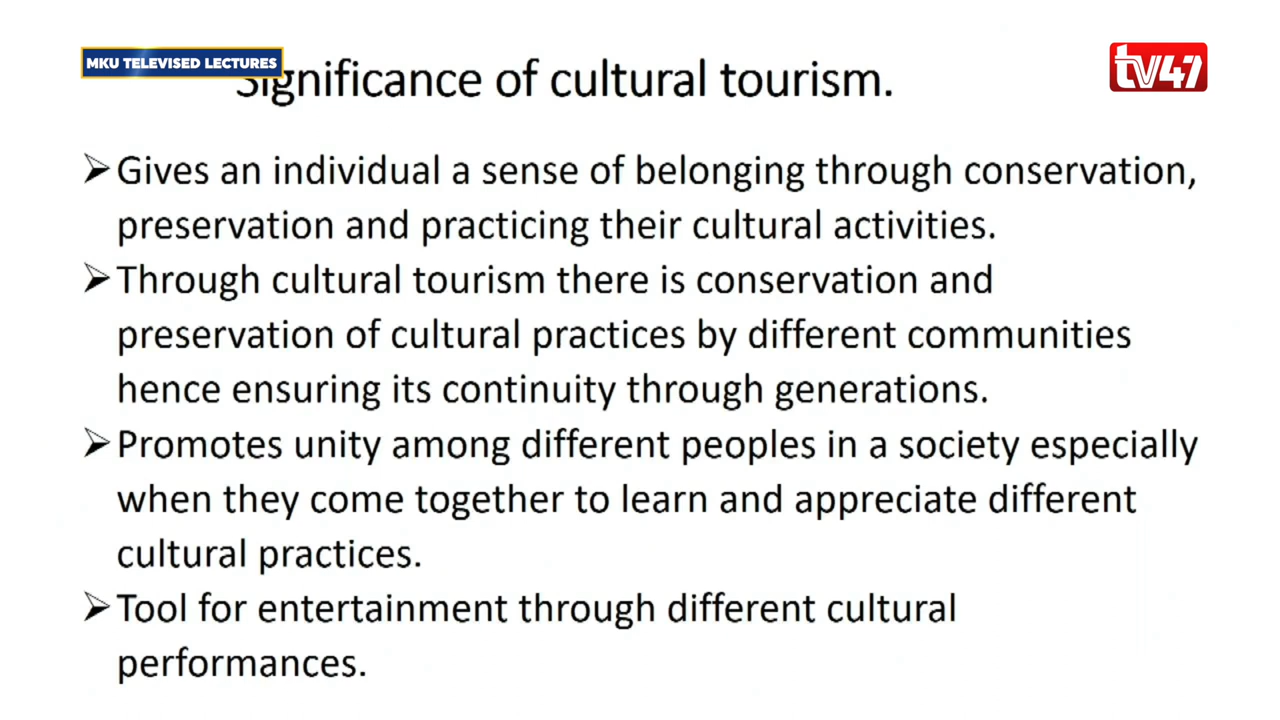 MKU TELEVISED LECTURES
tv47
Significance of cultural tourism.
Gives an individual a sense of belonging through conservation,
preservation and practicing their cultural activities.
Through cultural tourism there is conservation and
preservation of cultural practices by different communities
hence ensuring its continuity through generations.
Promotes unity among different peoples in a society especially
when they come together to learn and appreciate different
cultural practices.
Tool for entertainment through different cultural
performances.